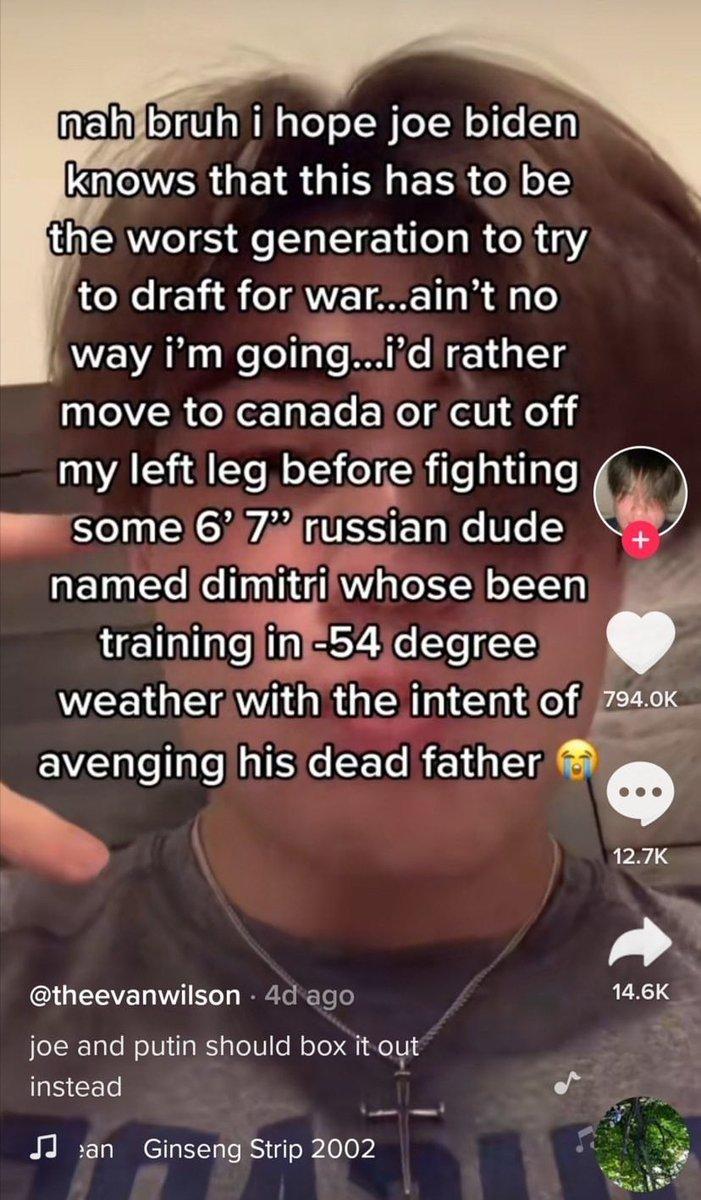 nah bruh i hope joe biden
knows that this has to be
the worst generation to try
to draft for war...ain't no
way i'm going...i'd rather
move to canada or cut off
my left leg before fighting
some 6' 7” russian dude
named dimitri whose been
training in -54 degree
weather with the intent of
avenging his dead father 😭
794.0K
12.7K
14.6K
@theevanwilson · 4d ago
joe and putin should box it out
instead
ean Ginseng Strip 2002